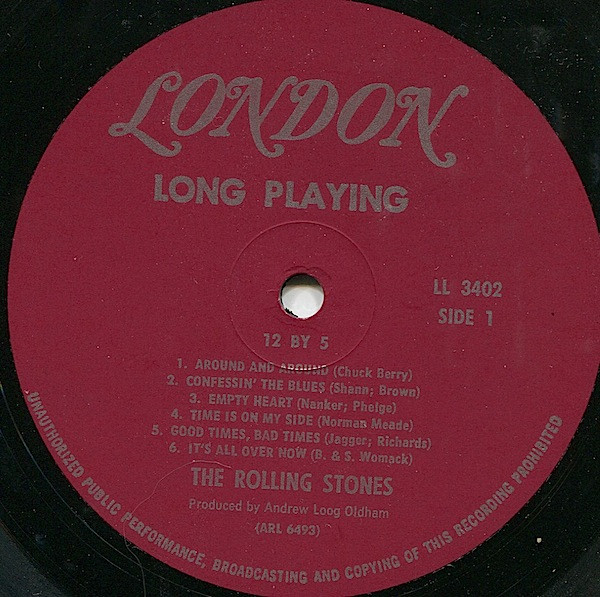 LONDON
LONG PLAYING
LL 3402
SIDE 1
12 BY 5
1. AROUND AND AROUND (Chuck Berry)
2. CONFESSIN' THE BLUES (Shann; Brown)
3. EMPTY HEART (Nanker; Phelge)
4. TIME IS ON MY SIDE (Norman Meade)
5. GOOD TIMES, BAD TIMES (Jagger; Richards)
6. IT'S ALL OVER NOW (B. & S. Womack)
THE ROLLING STONES
Produced by Andrew Loog Oldham
(ARL 6493)
UNAUTHORIZED PUBLIC PERFORMANCE, BROADCASTING AND COPYING OF THIS RECORDING PROHIBITED